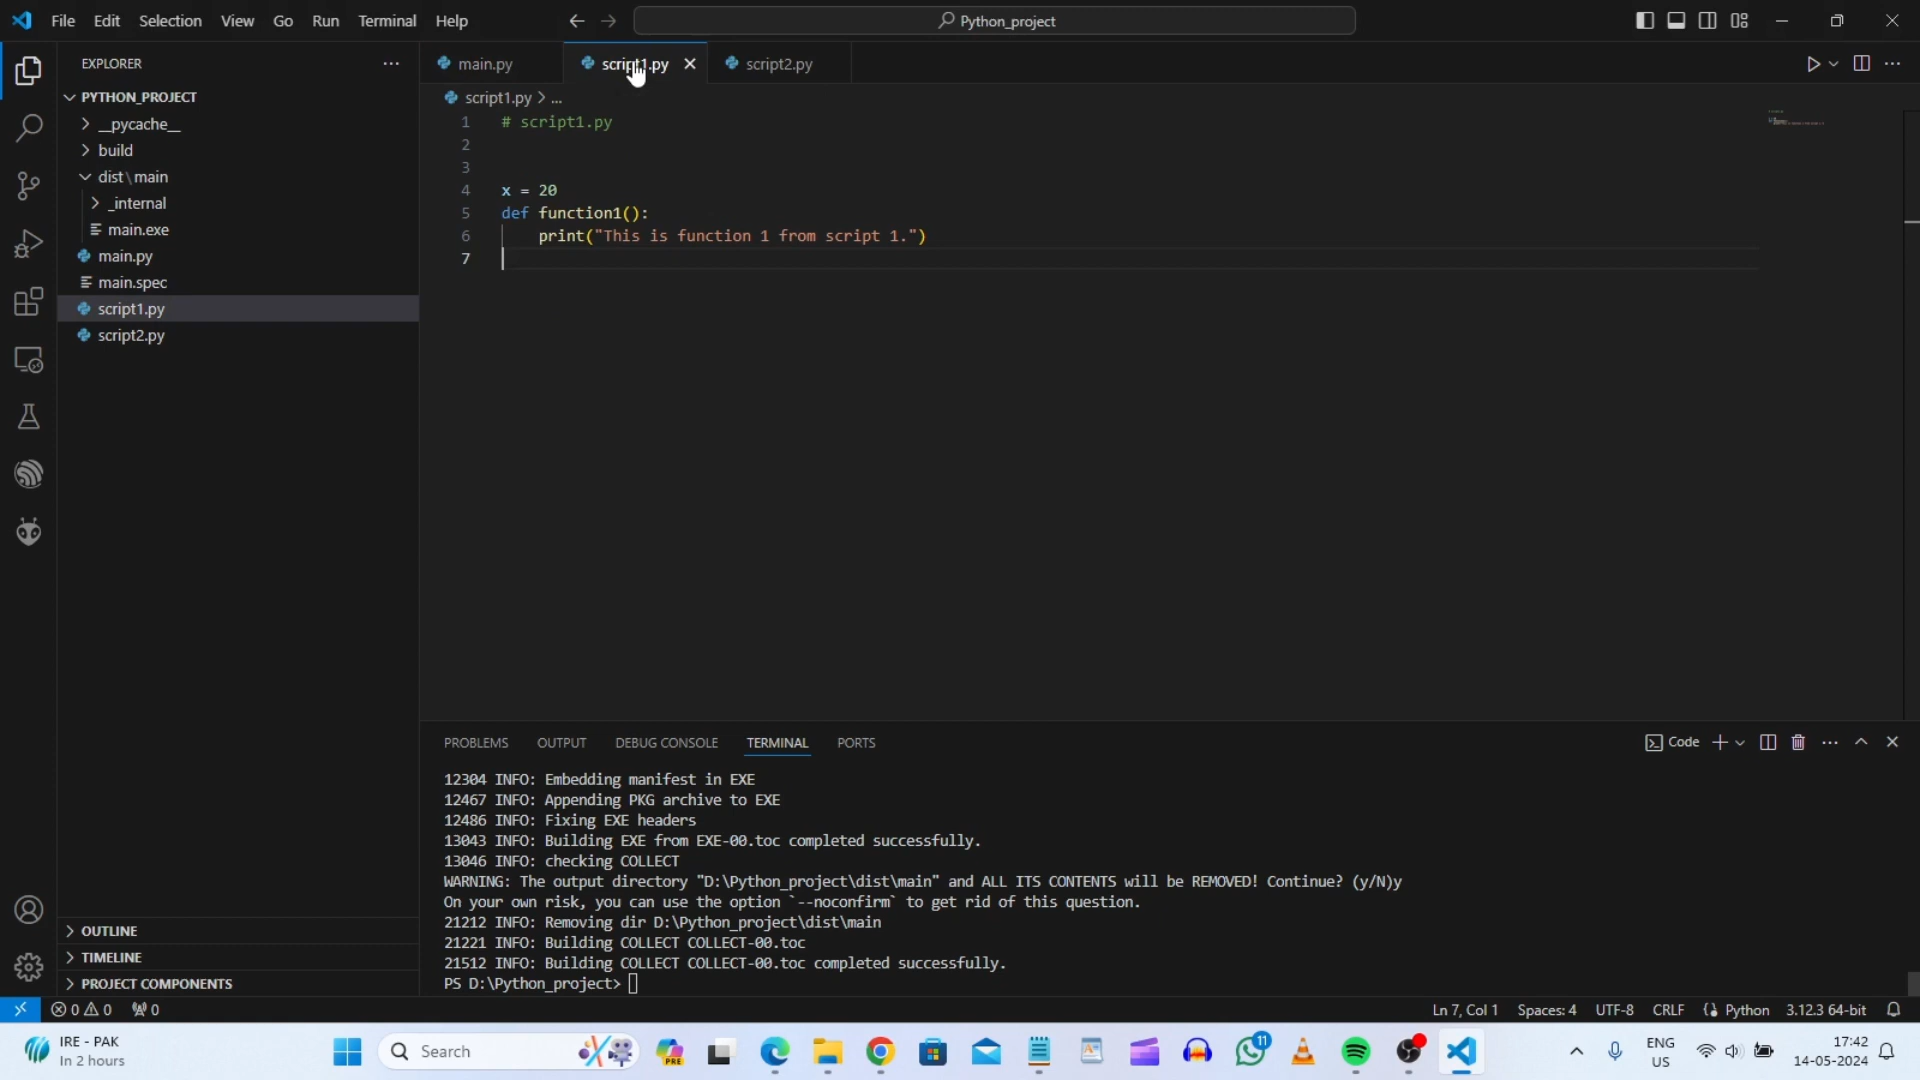 File Edit Selection View Go Run Terminal Help
Python_project
EXPLORER
PYTHON_PROJECT
__pycache__
build
dist\main
_internal
main.exe
main.py
main.spec
script1.py
script2.py
OUTLINE
TIMELINE
PROJECT COMPONENTS
main.py script1.py script2.py
script1.py > ...
1 # script1.py
2
3
4 x = 20
5 def function1():
6 print("This is function 1 from script 1.")
7
PROBLEMS OUTPUT DEBUG CONSOLE TERMINAL PORTS
Code
12304 INFO: Embedding manifest in EXE
12467 INFO: Appending PKG archive to EXE
12486 INFO: Fixing EXE headers
13043 INFO: Building EXE from EXE-00.toc completed successfully.
13046 INFO: checking COLLECT
WARNING: The output directory "D:\Python_project\dist\main" and ALL ITS CONTENTS will be REMOVED! Continue? (y/N)y
On your own risk, you can use the option `--noconfirm` to get rid of this question.
21212 INFO: Removing dir D:\Python_project\dist\main
21221 INFO: Building COLLECT COLLECT-00.toc
21512 INFO: Building COLLECT COLLECT-00.toc completed successfully.
PS D:\Python_project>
0 0 0 Ln 7, Col 1 Spaces: 4 UTF-8 CRLF Python 3.12.3 64-bit
IRE - PAK
In 2 hours
Search
PRE
11
ENG
US
17:42
14-05-2024